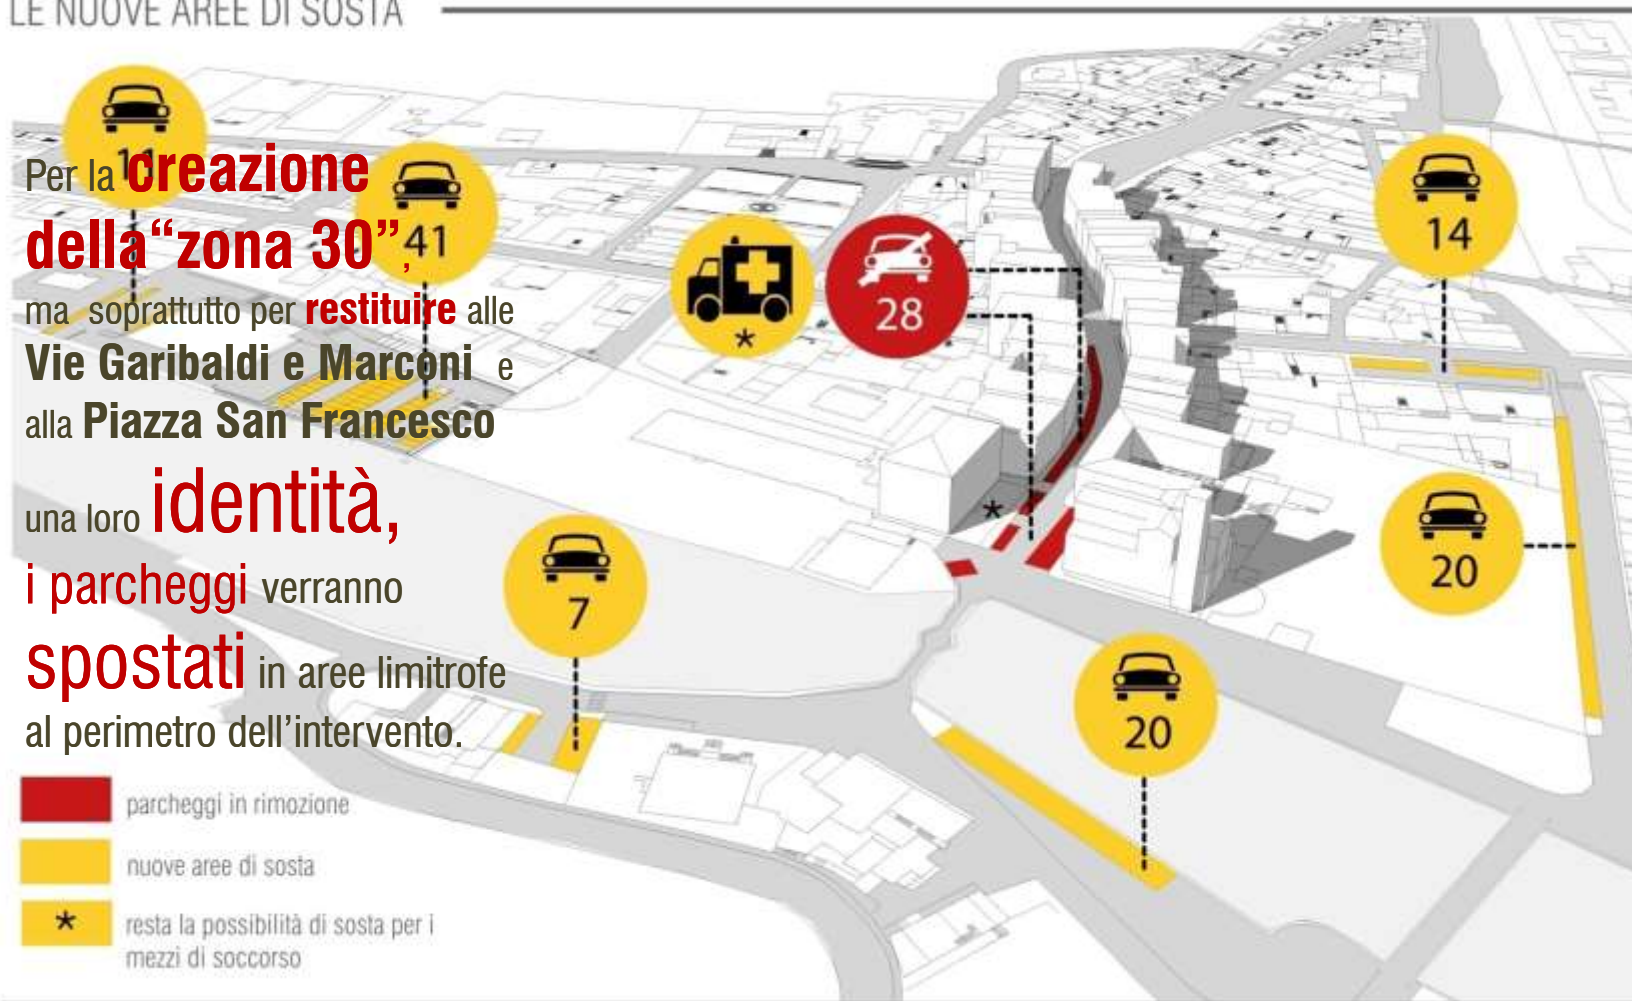 LE NUOVE AREE DI SOSTA
Per la creazione
della“zona 30”,
ma soprattutto per restituire alle
Vie Garibaldi e Marconi e
alla Piazza San Francesco
una loro identità,
i parcheggi verranno
spostati in aree limitrofe
al perimetro dell’intervento.
11
41
*
28
14
*
20
7
20
parcheggi in rimozione
nuove aree di sosta
* resta la possibilità di sosta per i
mezzi di soccorso